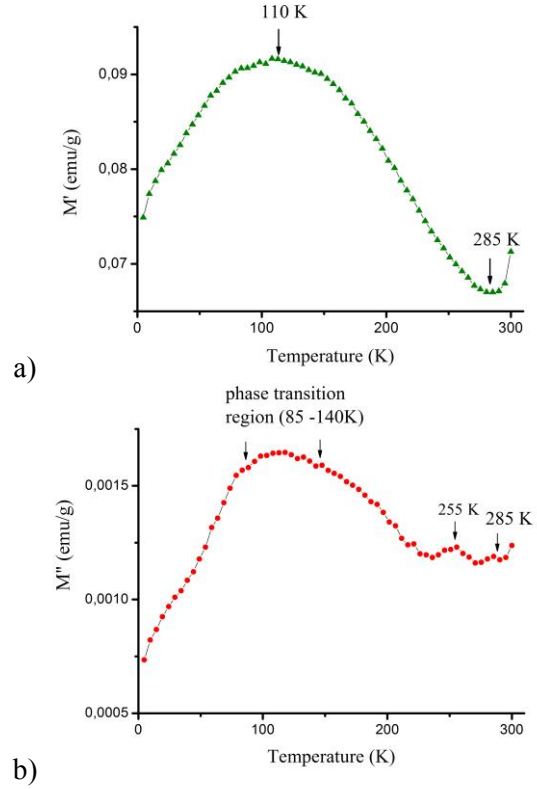 110 K
0,09
0,08
0,07
M' (emu/g)
285 K
0
100
200
300
Temperature (K)
a)
phase transition
region (85 -140K)
0,0015
0,0010
0,0005
M" (emu/g)
255 K
285 K
0
100
200
300
Temperature (K)
b)